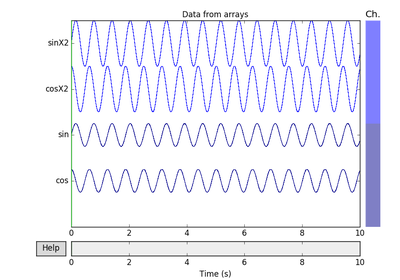 Data from arrays
Ch.
sinX2
cosX2
sin
cos
0 2 4 6 8 10
Help
0 2 4 6 8 10
Time (s)